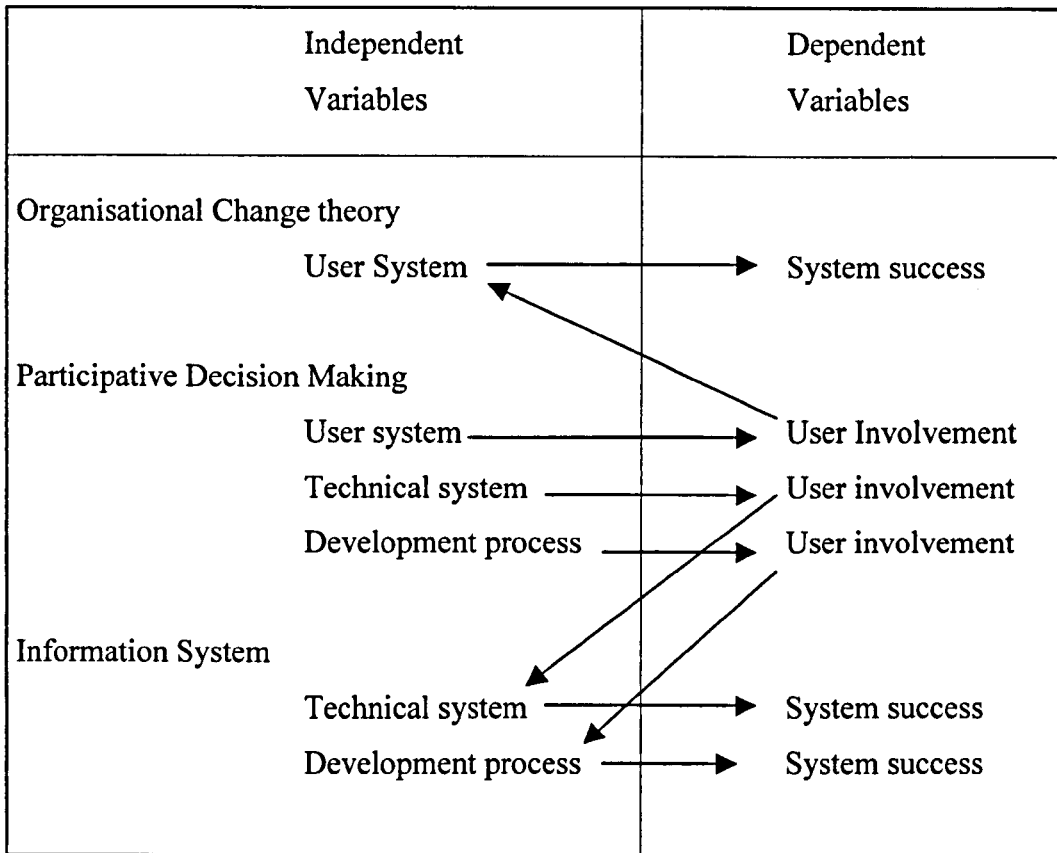 Independent Dependent
Variables Variables
Organisational Change theory
User System System success
Participative Decision Making
User system User Involvement
Technical system User involvement
Development process User involvement
Information System
Technical system System success
Development process System success